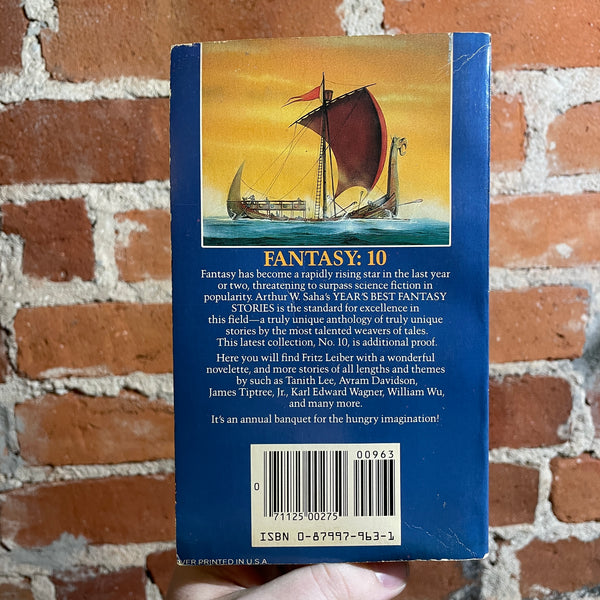 FANTASY: 10
Fantasy has become a rapidly rising star in the last year
or two, threatening to surpass science fiction in
popularity. Arthur W. Saha's YEAR'S BEST FANTASY
STORIES is the standard for excellence in
this field—a truly unique anthology of truly unique
stories by the most talented weavers of tales.
This latest collection, No. 10, is additional proof.
Here you will find Fritz Leiber with a wonderful
novelette, and more stories of all lengths and themes
by such as Tanith Lee, Avram Davidson,
James Tiptree, Jr., Karl Edward Wagner, William Wu,
and many more.
It's an annual banquet for the hungry imagination!
00963
0
71125 00275
ISBN 0-87997-963-1
VER PRINTED IN U.S.A.